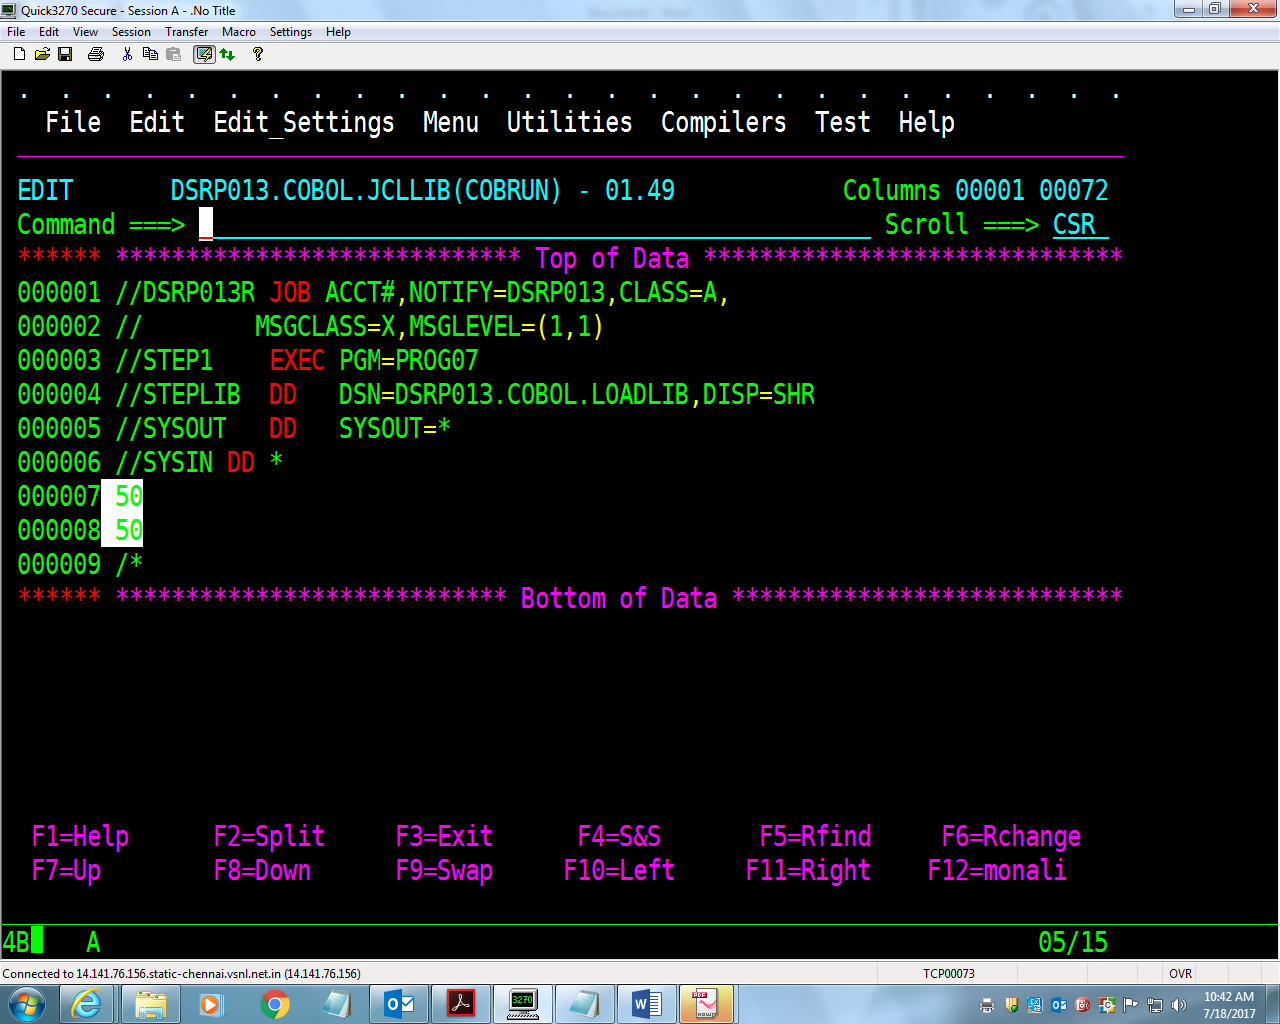 Quick3270 Secure - Session A - .No Title
File Edit View Session Transfer Macro Settings Help
. . . . . . . . . . . . . . . . . . . . . . . . . . .
File Edit Edit_Settings Menu Utilities Compilers Test Help
EDIT DSRP013.COBOL.JCLLIB(COBRUN) - 01.49 Columns 00001 00072
Command ===> Scroll ===> CSR
****** ***************************** Top of Data ******************************
000001 //DSRP013R JOB ACCT#,NOTIFY=DSRP013,CLASS=A,
000002 //        MSGCLASS=X,MSGLEVEL=(1,1)
000003 //STEP1    EXEC PGM=PROG07
000004 //STEPLIB  DD   DSN=DSRP013.COBOL.LOADLIB,DISP=SHR
000005 //SYSOUT   DD   SYSOUT=*
000006 //SYSIN DD *
000007 50
000008 50
000009 /*
****** **************************** Bottom of Data ****************************
F1=Help F2=Split F3=Exit F4=S&S F5=Rfind F6=Rchange
F7=Up F8=Down F9=Swap F10=Left F11=Right F12=monali
4B A 05/15
Connected to 14.141.76.156.static-chennai.vsnl.net.in (14.141.76.156) TCP00073 OVR
3270
PDF
10:42 AM
7/18/2017